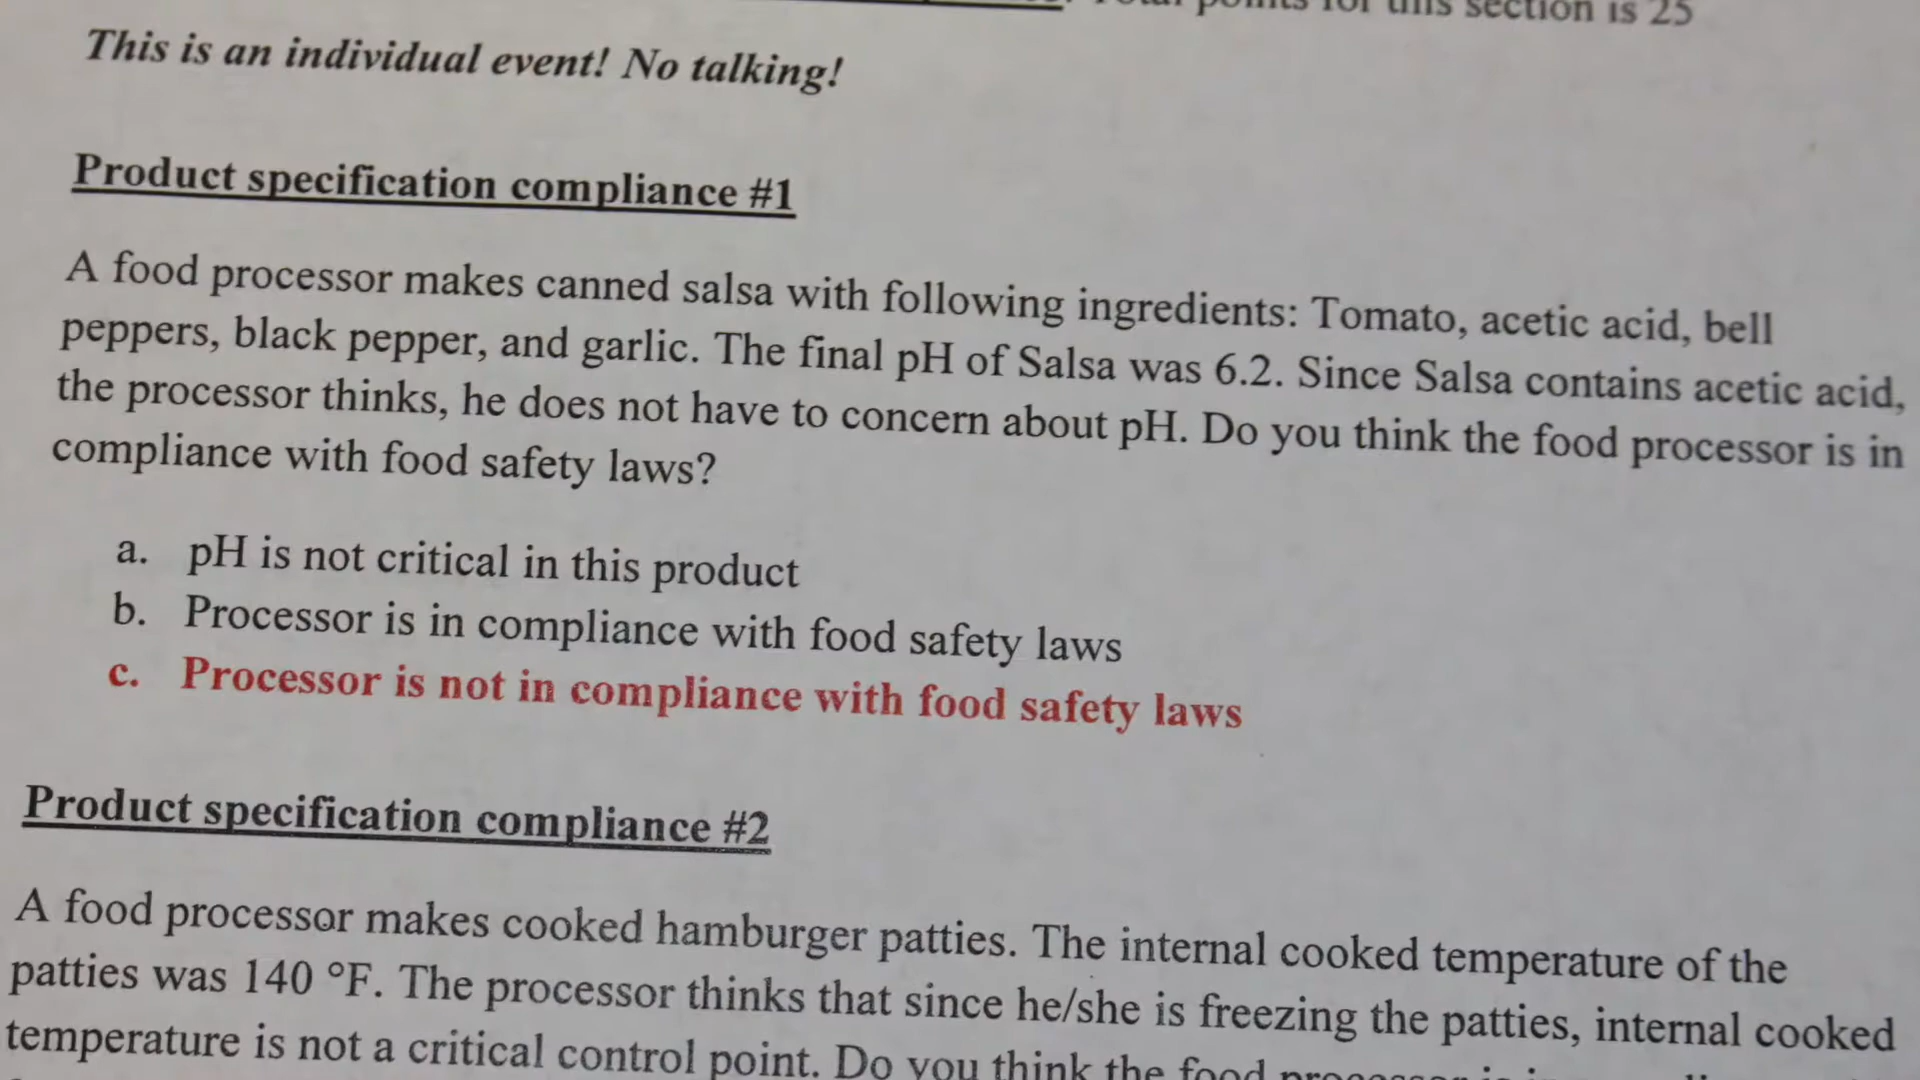 points for this section is 25
This is an individual event! No talking!
Product specification compliance #1
A food processor makes canned salsa with following ingredients: Tomato, acetic acid, bell
peppers, black pepper, and garlic. The final pH of Salsa was 6.2. Since Salsa contains acetic acid,
the processor thinks, he does not have to concern about pH. Do you think the food processor is in
compliance with food safety laws?
a. pH is not critical in this product
b. Processor is in compliance with food safety laws
c. Processor is not in compliance with food safety laws
Product specification compliance #2
A food processor makes cooked hamburger patties. The internal cooked temperature of the
patties was 140 °F. The processor thinks that since he/she is freezing the patties, internal cooked
temperature is not a critical control point. Do you think the food